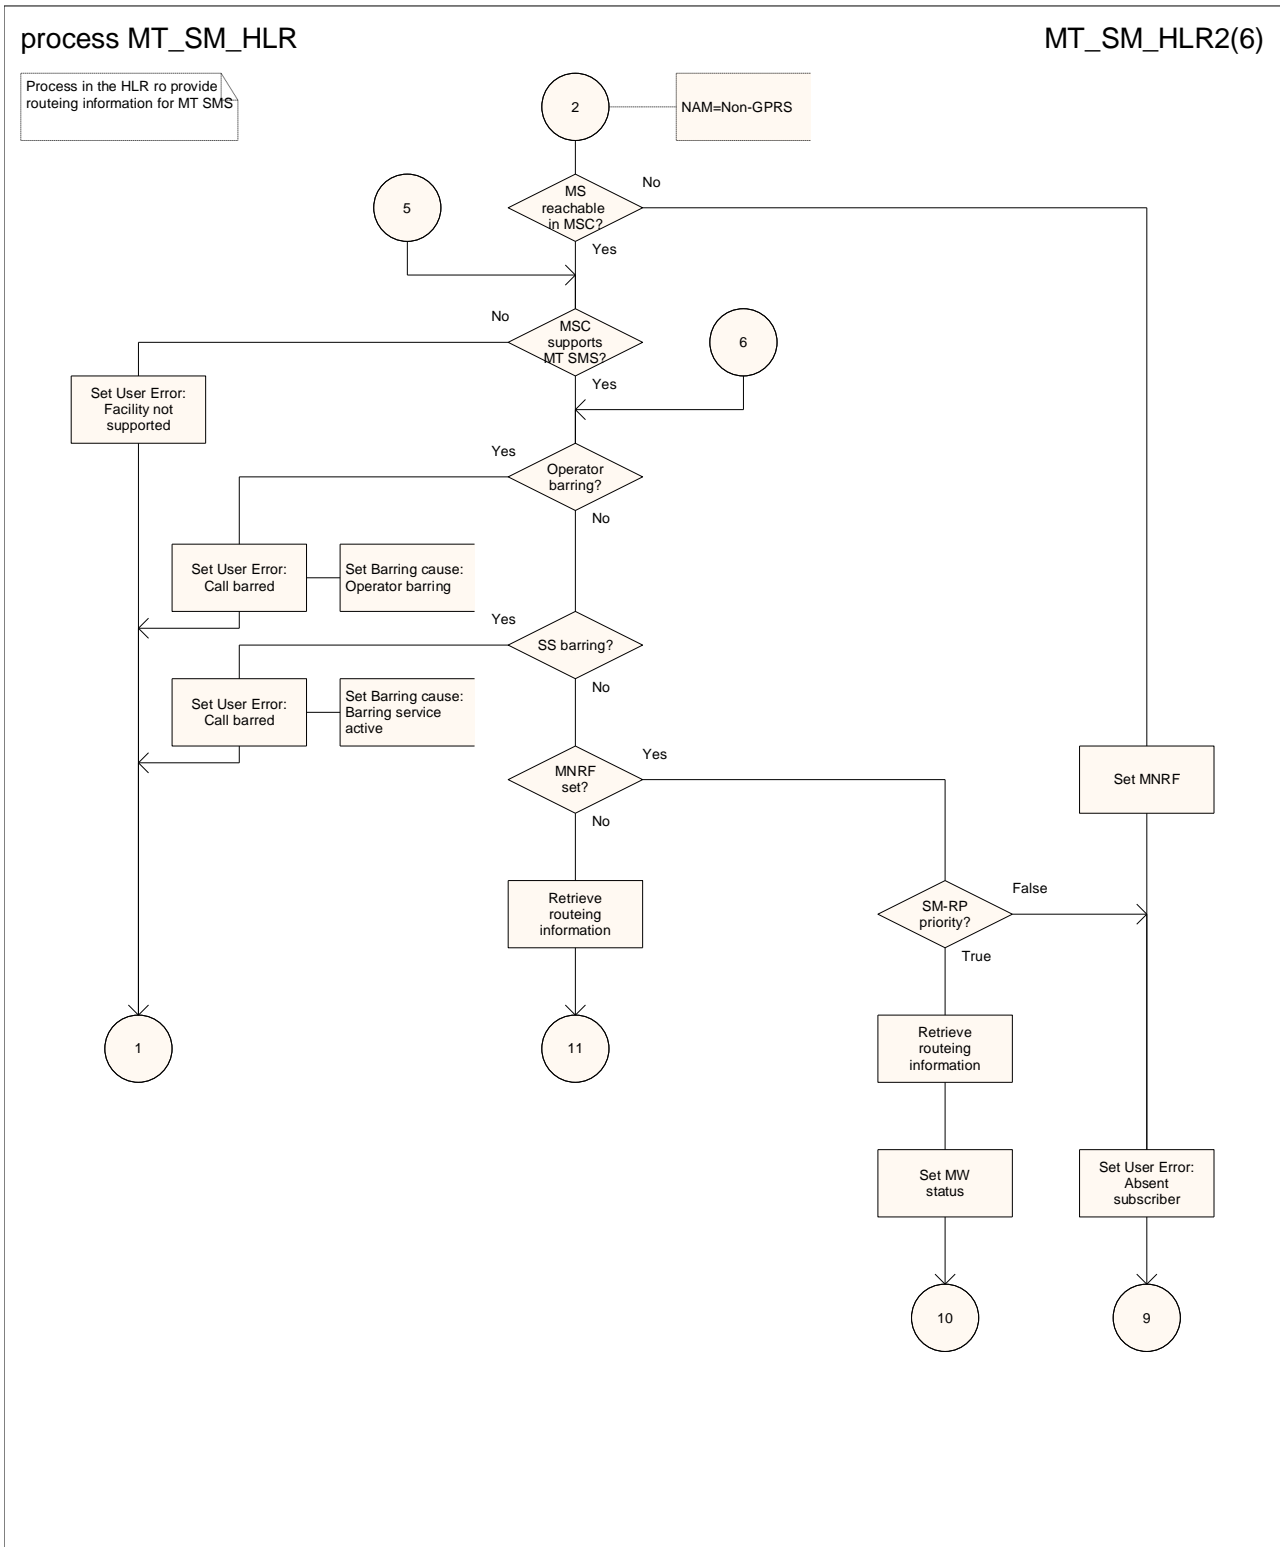 process MT_SM_HLR
MT_SM_HLR2(6)
Process in the HLR ro provide
routeing information for MT SMS
2
NAM=Non-GPRS
MS
reachable
in MSC?
No
Yes
5
MSC
supports
MT SMS?
No
Yes
6
Set User Error:
Facility not
supported
Operator
barring?
Yes
No
Set User Error:
Call barred
Set Barring cause:
Operator barring
SS barring?
Yes
No
Set User Error:
Call barred
Set Barring cause:
Barring service
active
MNRF
set?
Yes
No
Set MNRF
Retrieve
routeing
information
SM-RP
priority?
False
True
1
11
Retrieve
routeing
information
Set MW
status
Set User Error:
Absent
subscriber
10
9